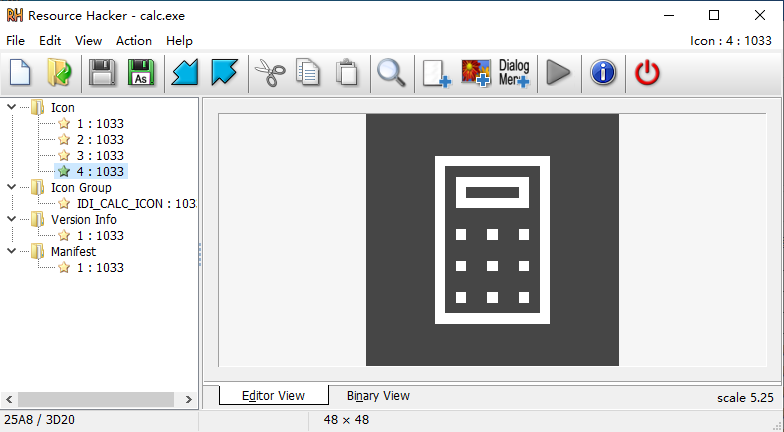 Resource Hacker - calc.exe
File Edit View Action Help Icon : 4 : 1033
As Dialog Menu
Icon
1 : 1033
2 : 1033
3 : 1033
4 : 1033
Icon Group
IDI_CALC_ICON : 103
Version Info
1 : 1033
Manifest
1 : 1033
Editor View Binary View scale 5.25
25A8 / 3D20 48 × 48